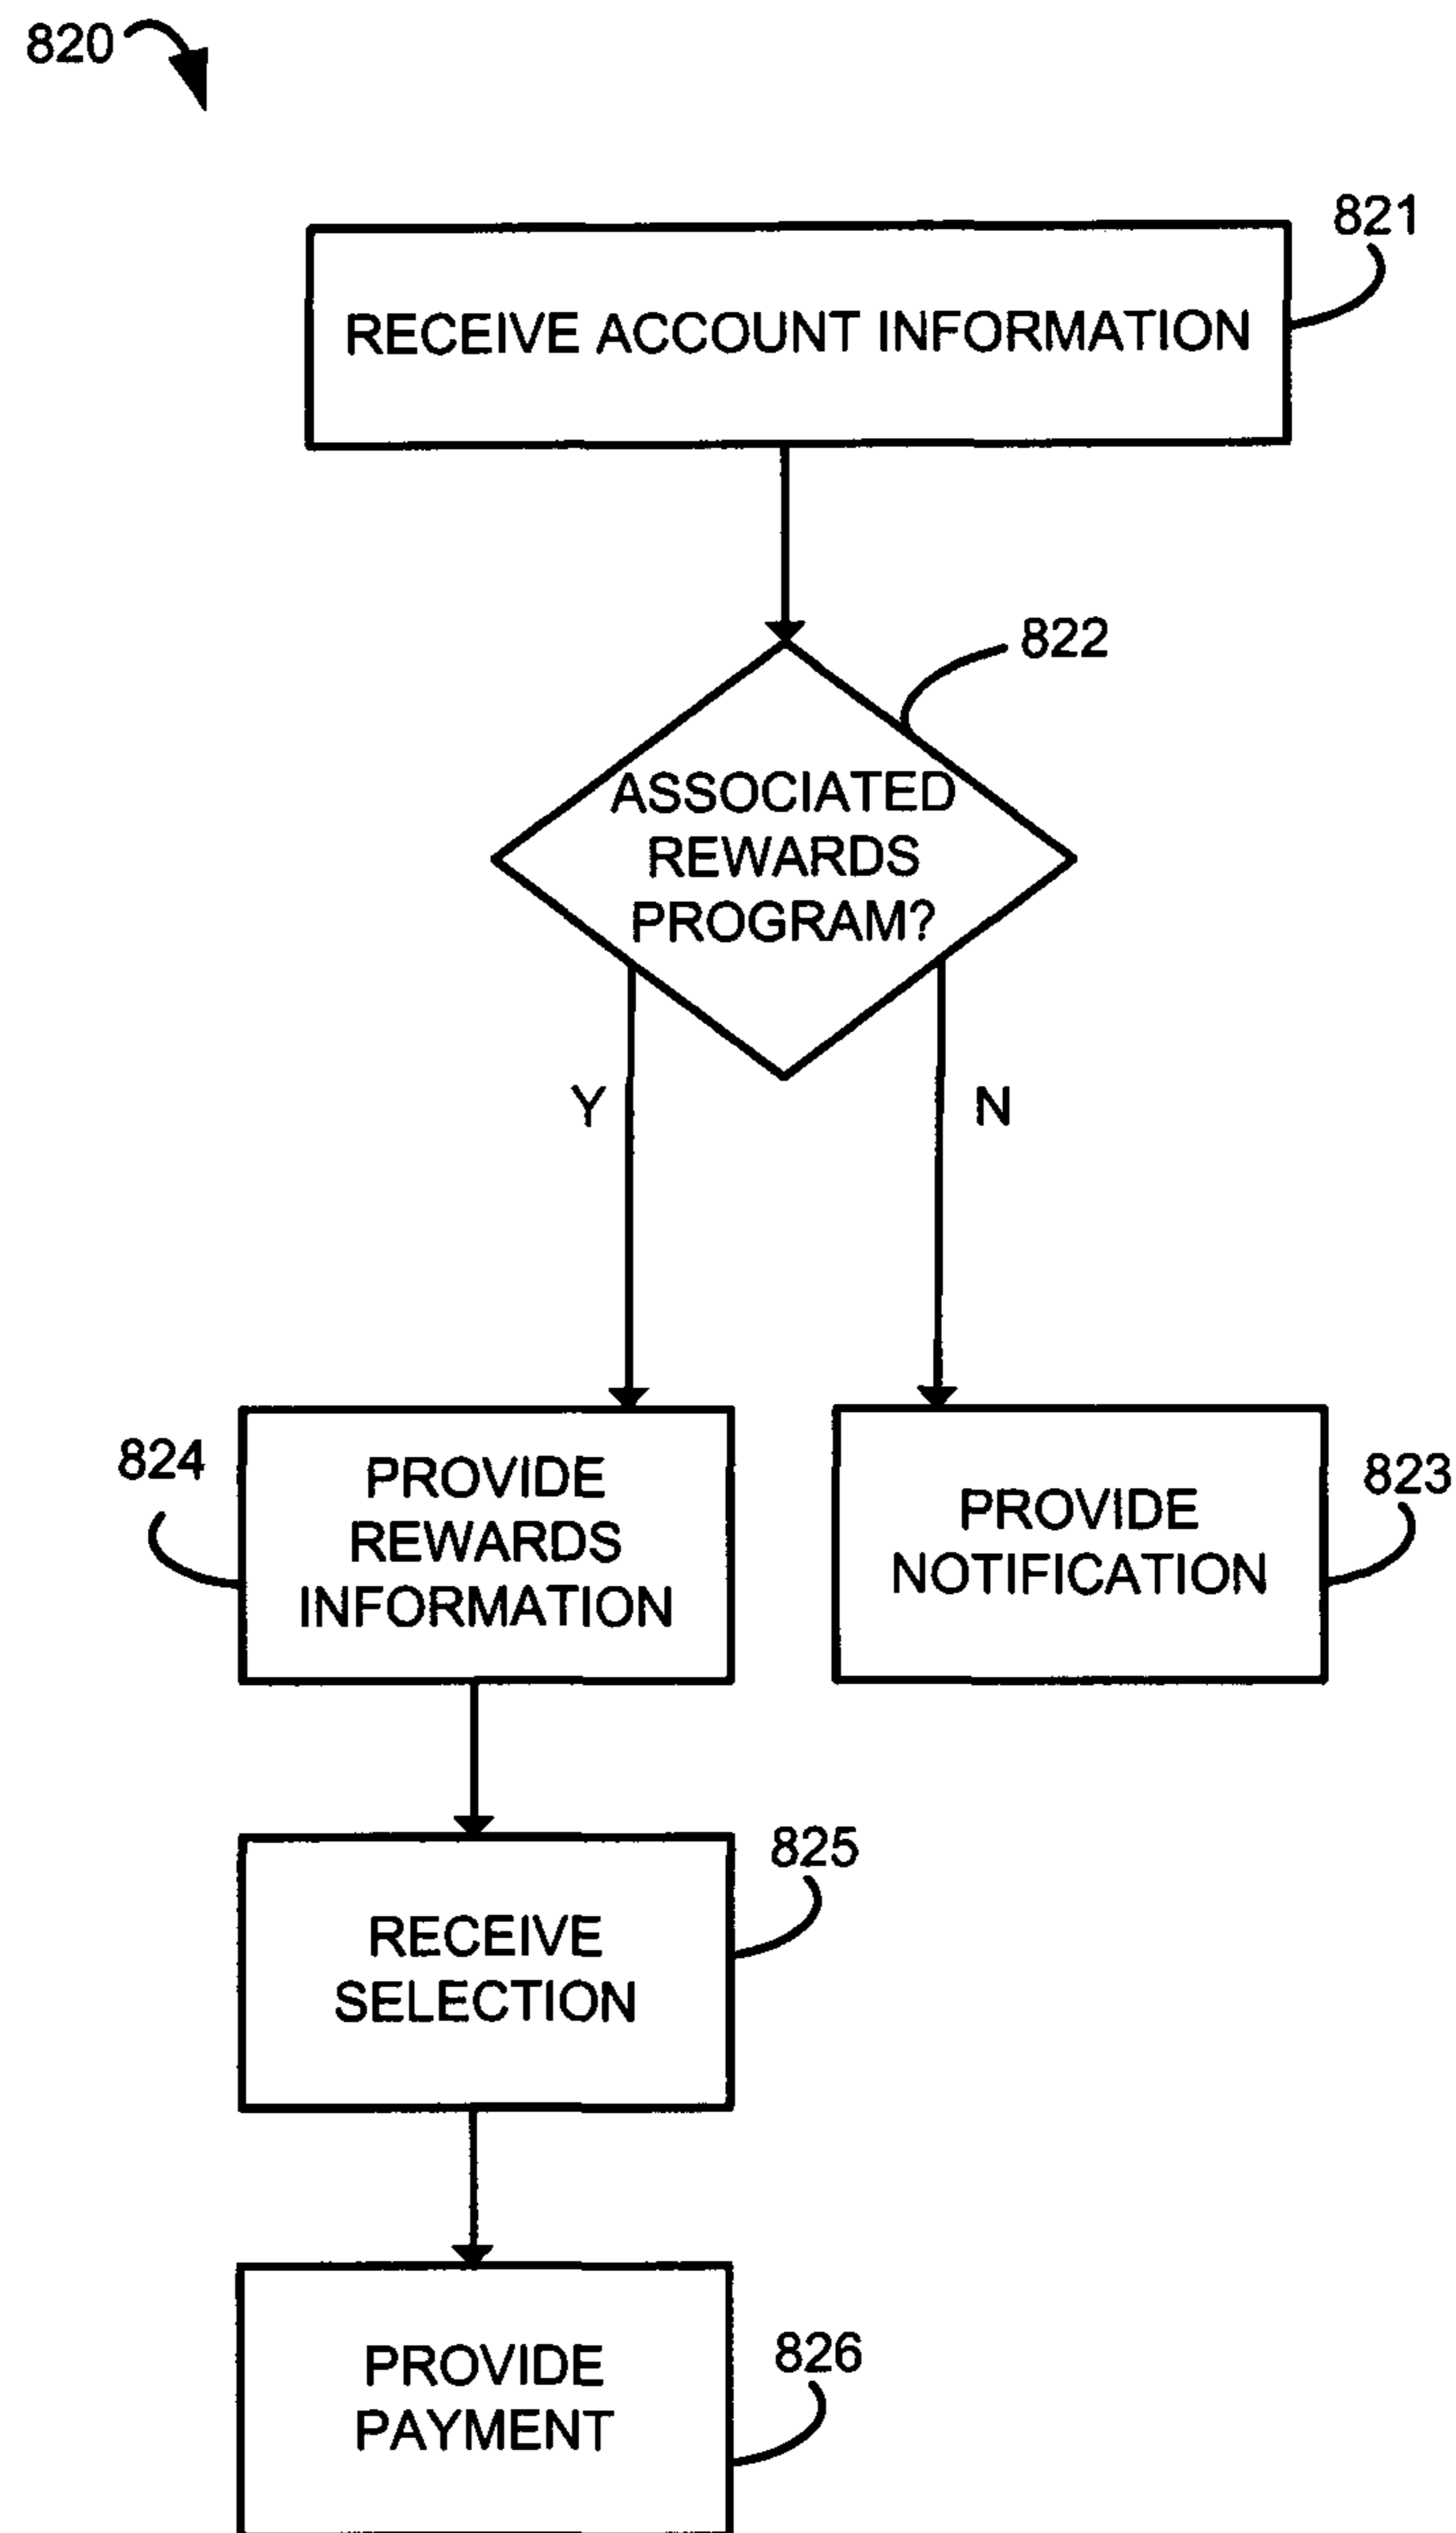 820
821
RECEIVE ACCOUNT INFORMATION
822
ASSOCIATED
REWARDS
PROGRAM?
Y
N
824
PROVIDE
REWARDS
INFORMATION
PROVIDE
NOTIFICATION
823
825
RECEIVE
SELECTION
826
PROVIDE
PAYMENT